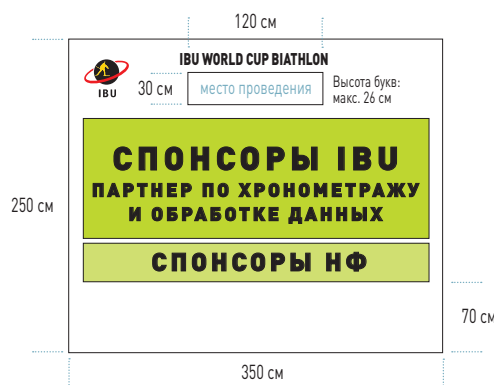 120 см
IBU WORLD CUP BIATHLON
IBU
30 см
место проведения
Высота букв:
макс. 26 см
СПОНСОРЫ IBU
ПАРТНЕР ПО ХРОНОМЕТРАЖУ
И ОБРАБОТКЕ ДАННЫХ
250 см
СПОНСОРЫ НФ
70 см
350 см